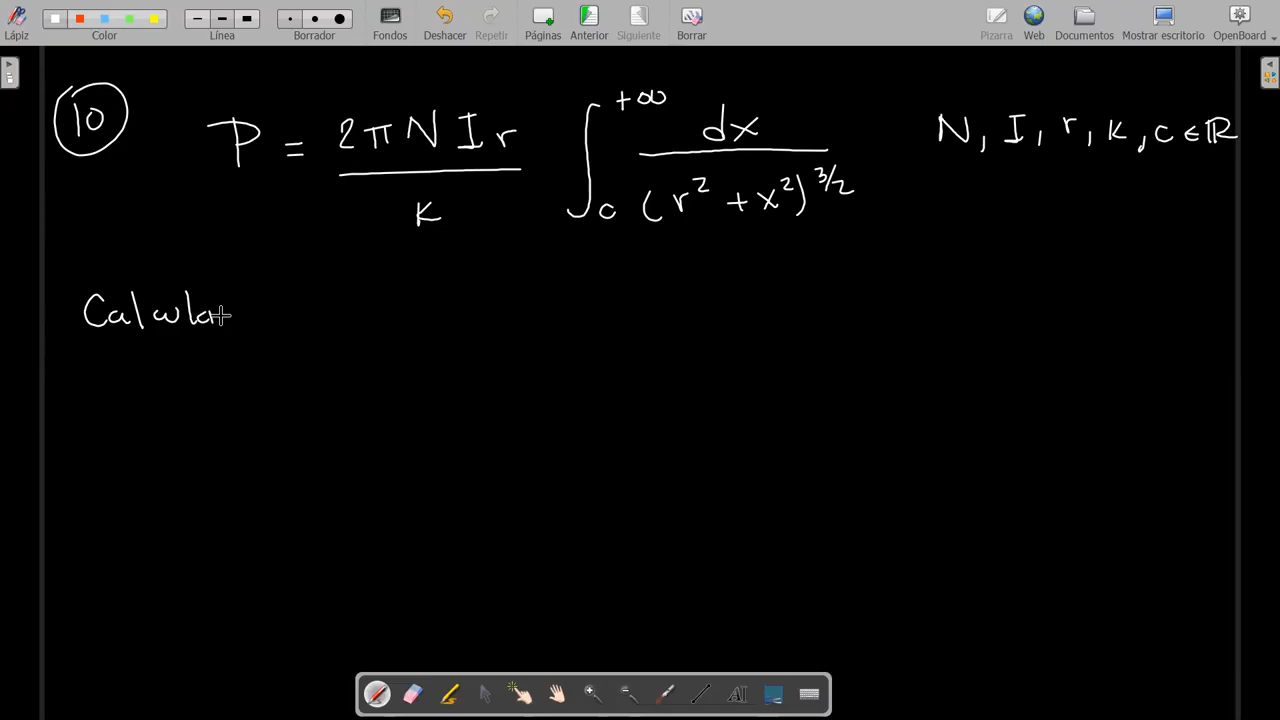 Lápiz Color Línea Borrador Fondos Deshacer Repetir Páginas Anterior Siguiente Borrar Pizarra Web Documentos Mostrar escritorio OpenBoard
10 P = 2πNIr / k ∫_c^{+∞} dx / (r² + x²)^{3/2} N, I, r, k, c ∈ ℝ
Calcula
AI